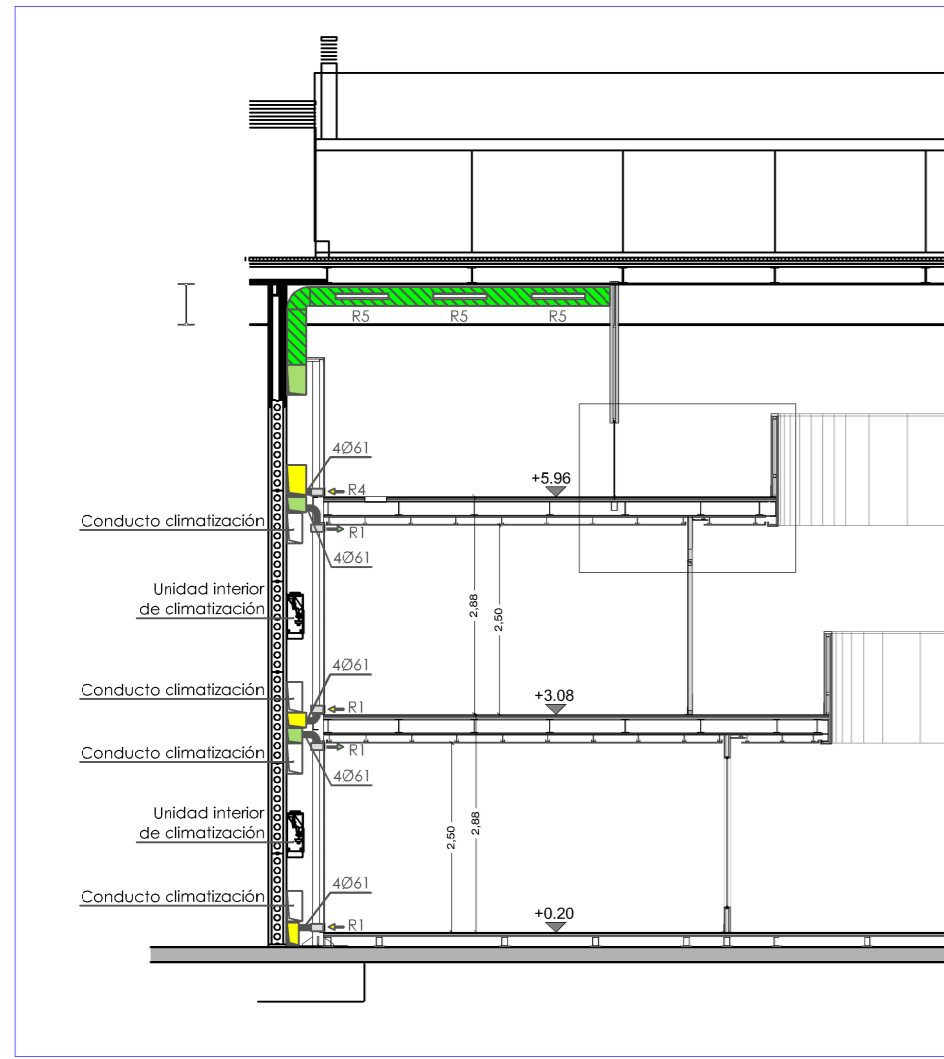 R5 R5 R5
4Ø61
+5.96
R4
Conducto climatización
R1
4Ø61
Unidad interior
de climatización
2,88
2,50
4Ø61
Conducto climatización
R1
+3.08
Conducto climatización
R1
4Ø61
Unidad interior
de climatización
2,50
2,88
4Ø61
Conducto climatización
R1
+0.20